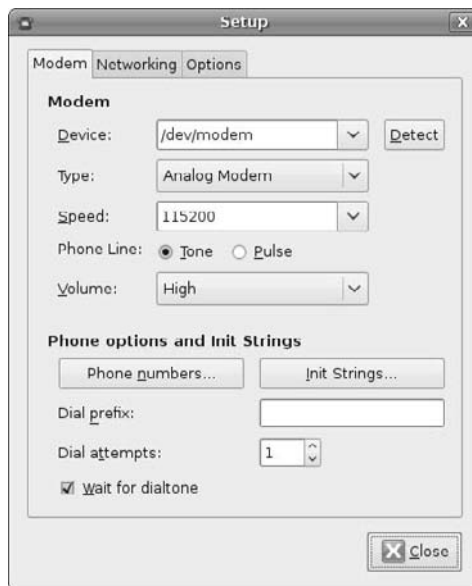 Setup
Modem Networking Options
Modem
Device: /dev/modem Detect
Type: Analog Modem
Speed: 115200
Phone Line: Tone Pulse
Volume: High
Phone options and Init Strings
Phone numbers... Init Strings...
Dial prefix:
Dial attempts: 1
Wait for dialtone
Close